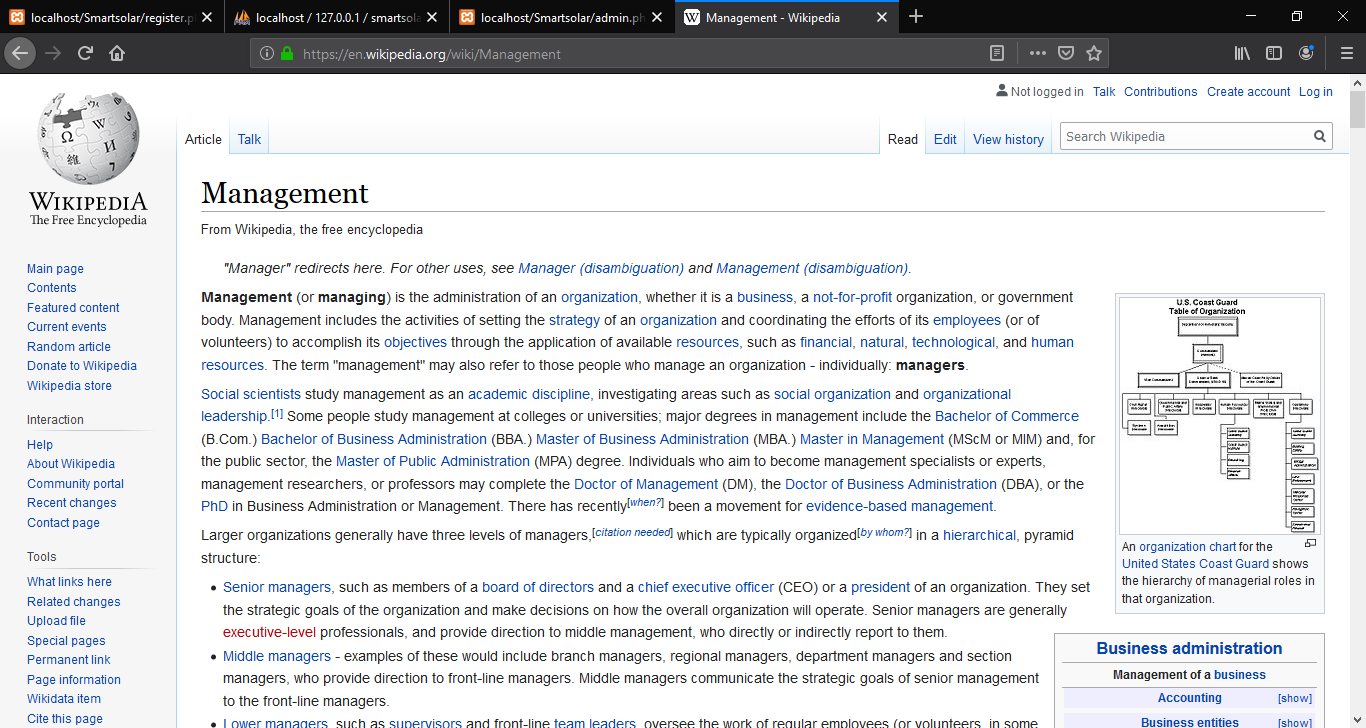 localhost/Smartsolar/register.p
localhost / 127.0.0.1 / smartsola
localhost/Smartsolar/admin.ph
Management - Wikipedia
https://en.wikipedia.org/wiki/Management
Not logged in Talk Contributions Create account Log in
Article Talk
Read Edit View history
Search Wikipedia
WIKIPEDIA
The Free Encyclopedia
Main page
Contents
Featured content
Current events
Random article
Donate to Wikipedia
Wikipedia store
Interaction
Help
About Wikipedia
Community portal
Recent changes
Contact page
Tools
What links here
Related changes
Upload file
Special pages
Permanent link
Page information
Wikidata item
Cite this page
Management
From Wikipedia, the free encyclopedia
"Manager" redirects here. For other uses, see Manager (disambiguation) and Management (disambiguation).
Management (or managing) is the administration of an organization, whether it is a business, a not-for-profit organization, or government
body. Management includes the activities of setting the strategy of an organization and coordinating the efforts of its employees (or of
volunteers) to accomplish its objectives through the application of available resources, such as financial, natural, technological, and human
resources. The term "management" may also refer to those people who manage an organization - individually: managers.
Social scientists study management as an academic discipline, investigating areas such as social organization and organizational
leadership.[1] Some people study management at colleges or universities; major degrees in management include the Bachelor of Commerce
(B.Com.) Bachelor of Business Administration (BBA.) Master of Business Administration (MBA.) Master in Management (MScM or MIM) and, for
the public sector, the Master of Public Administration (MPA) degree. Individuals who aim to become management specialists or experts,
management researchers, or professors may complete the Doctor of Management (DM), the Doctor of Business Administration (DBA), or the
PhD in Business Administration or Management. There has recently[when?] been a movement for evidence-based management.
Larger organizations generally have three levels of managers,[citation needed] which are typically organized[by whom?] in a hierarchical, pyramid
structure:
• Senior managers, such as members of a board of directors and a chief executive officer (CEO) or a president of an organization. They set
the strategic goals of the organization and make decisions on how the overall organization will operate. Senior managers are generally
executive-level professionals, and provide direction to middle management, who directly or indirectly report to them.
• Middle managers - examples of these would include branch managers, regional managers, department managers and section
managers, who provide direction to front-line managers. Middle managers communicate the strategic goals of senior management
to the front-line managers.
• Lower managers, such as supervisors and front-line team leaders, oversee the work of regular employees (or volunteers, in some
U.S. Coast Guard
Table of Organization
An organization chart for the
United States Coast Guard shows
the hierarchy of managerial roles in
that organization.
Business administration
Management of a business
Accounting [show]
Business entities [show]